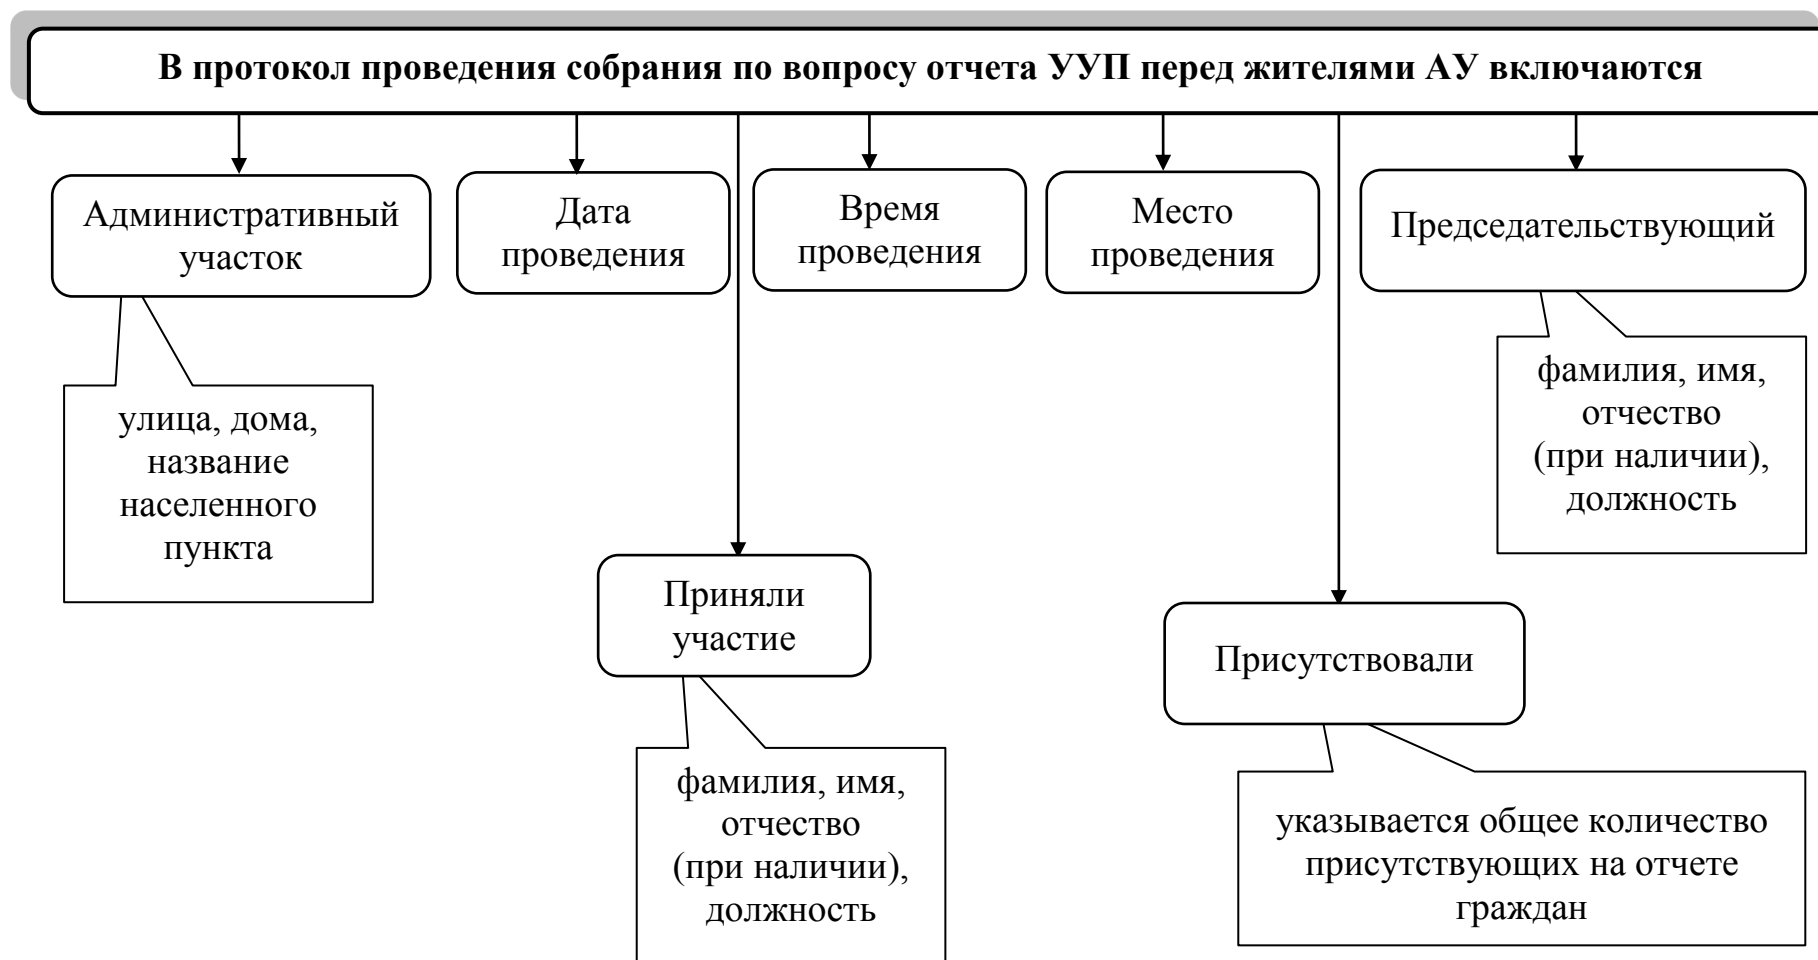 В протокол проведения собрания по вопросу отчета УУП перед жителями АУ включаются
Административный
участок
Дата
проведения
Время
проведения
Место
проведения
Председательствующий
улица, дома,
название
населенного
пункта
фамилия, имя,
отчество
(при наличии),
должность
Приняли
участие
Присутствовали
фамилия, имя,
отчество
(при наличии),
должность
указывается общее количество
присутствующих на отчете
граждан